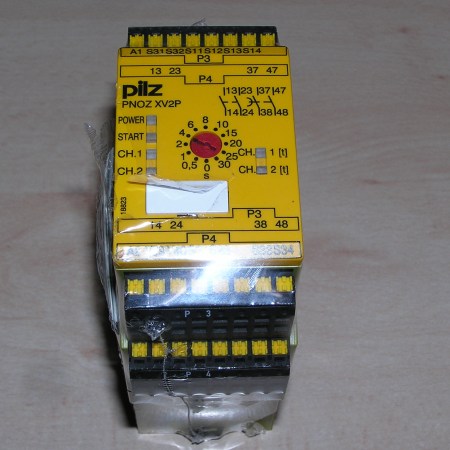 A1 S31 S32 S11 S12 S13 S14
P3
13 23 37 47
P4
pilz
PNOZ XV2P
13 23 37 47
14 24 38 48
POWER
START
CH. 1
CH. 2
8
6 10
4 15
2 20
1 25
0,5 0 30
s
CH. 1 [t]
CH. 2 [t]
18823
P3
14 24 38 48
P4
S34
P 3
P 4